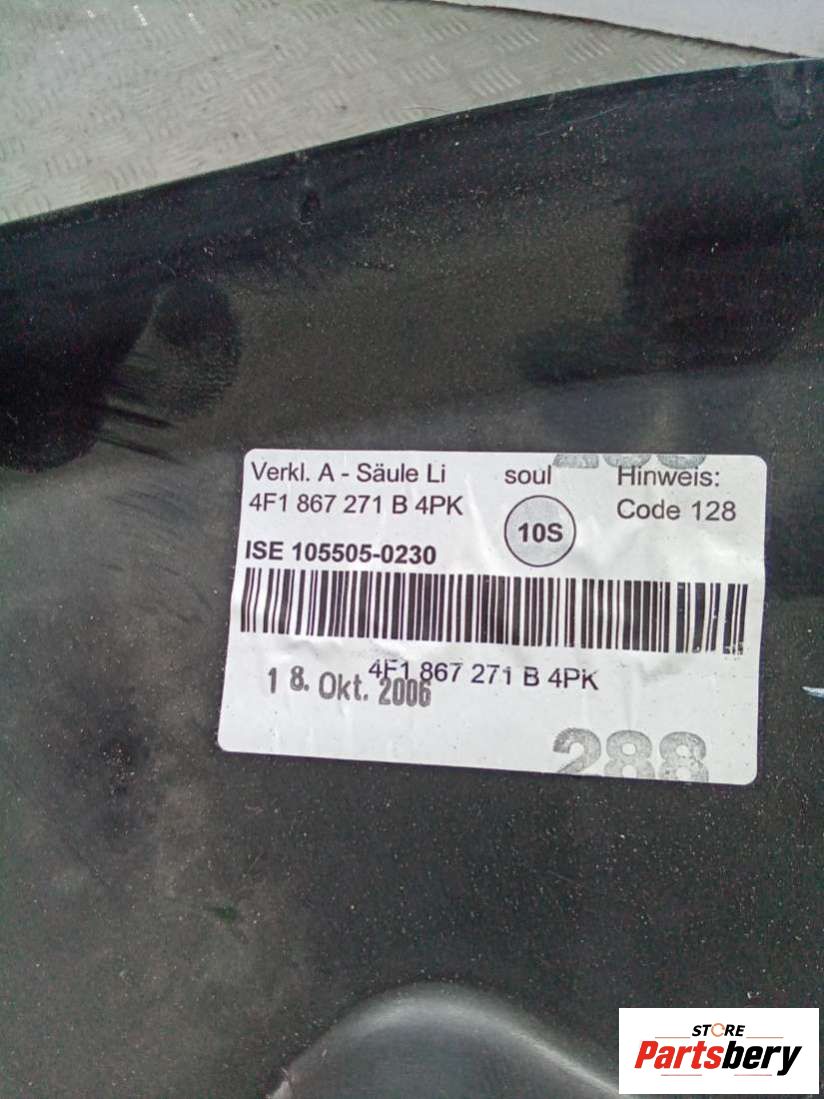 Verkl. A - Säule Li soul Hinweis:
4F1 867 271 B 4PK 10S Code 128
ISE 105505-0230
4F1 867 271 B 4PK
18. Okt. 2006
288
STORE
Partsbery